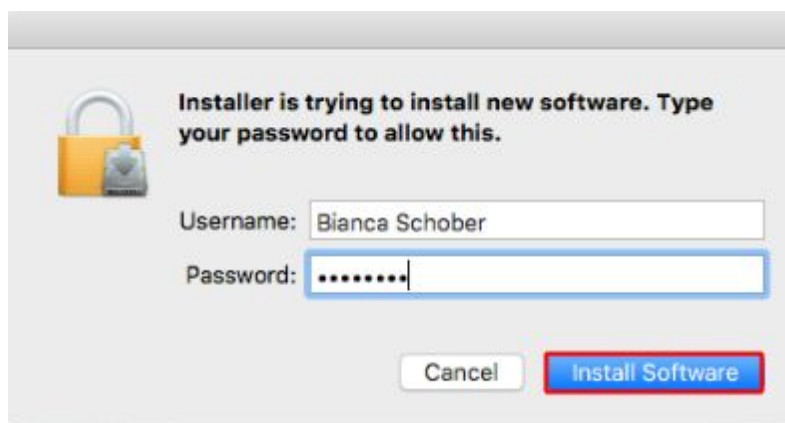 Installer is trying to install new software. Type
your password to allow this.
Username: Bianca Schober
Password: ••••••••
Cancel Install Software